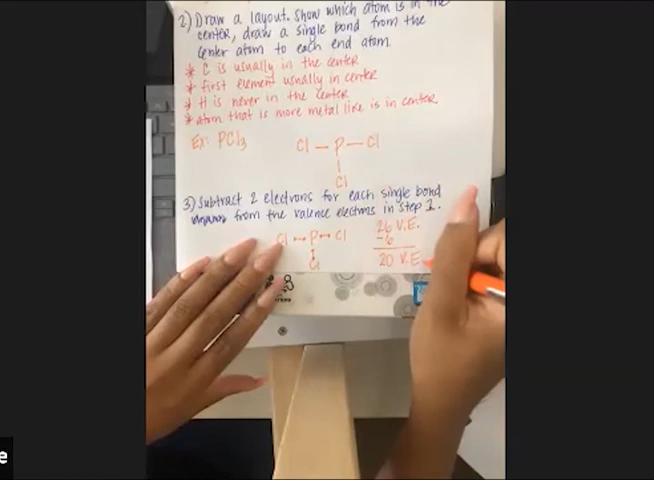 2) Draw a layout. Show which atom is in the
center, draw a single bond from the
center atom to each end atom
* C is usually in the center
* first element usually in center
* H is never in the center
* atom that is more metal like is in center
Ex: PCl3
Cl — P — Cl
Cl
3) Subtract 2 electrons for each single bond
from the valence electrons in step 1.
26 V.E.
Cl P Cl
-6
Cl
20 V.E
e